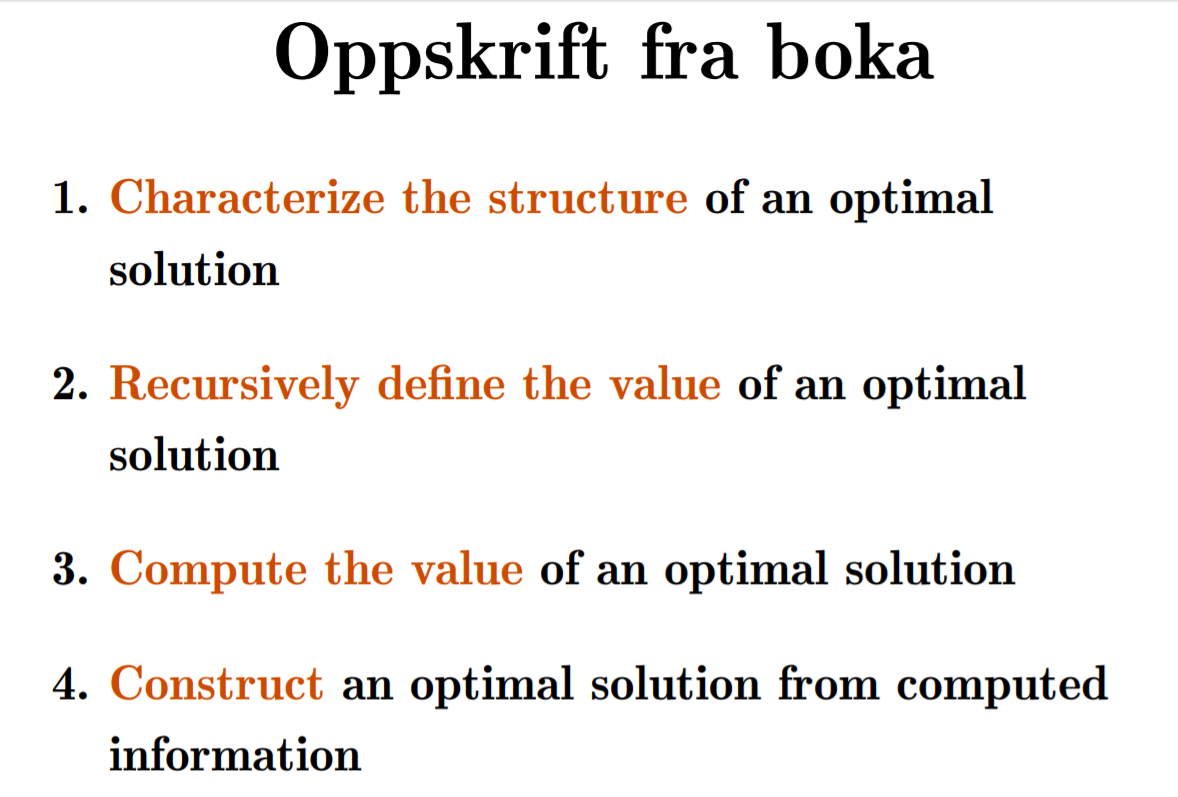 Oppskrift fra boka
1. Characterize the structure of an optimal
solution
2. Recursively define the value of an optimal
solution
3. Compute the value of an optimal solution
4. Construct an optimal solution from computed
information